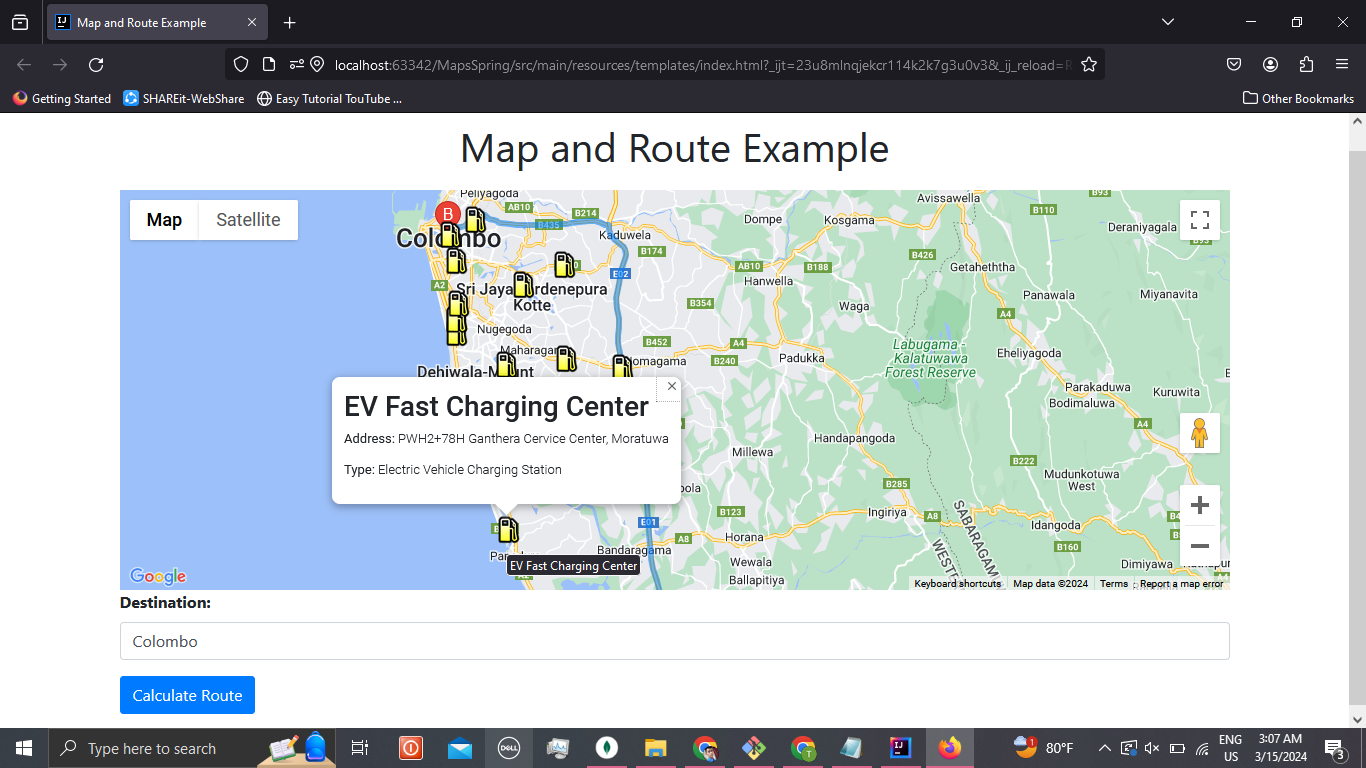 Map and Route Example
localhost:63342/MapsSpring/src/main/resources/templates/index.html?_ijt=23u8mlnqjekcr114k2k7g3u0v3&_ij_reload=R
Getting Started
SHAREit-WebShare
Easy Tutorial TouTube ...
Other Bookmarks
Map and Route Example
Map
Satellite
Peliyagoda
AB10
B214
B435
B
Colombo
Kaduwela
B174
Dompe
Kosgama
Avissawella
B93
B110
Deraniyagala
A2
E02
AB10
B188
B426
Getaheththa
Hanwella
Sri Jayawardenepura
Kotte
B354
Waga
Panawala
Miyanavita
A4
Nugegoda
Maharagama
B452
A4
Homagama
B240
Padukka
Labugama -
Kalatuwawa
Forest Reserve
Eheliyagoda
Dehiwala-Mount
Parakaduwa
Kuruwita
Bodimaluwa
A4
EV Fast Charging Center
Address: PWH2+78H Ganthera Cervice Center, Moratuwa
Type: Electric Vehicle Charging Station
Handapangoda
Millewa
B222
Mudunkotuwa
West
B285
B123
Ingiriya
A8
SABARAGAM
Idangoda
E01
A8
Horana
WESTE
B160
Bandaragama
Wewala
Ballapitiya
Dimiyawa
EV Fast Charging Center
A2
Google
Keyboard shortcuts
Map data ©2024
Terms
Report a map error
Destination:
Colombo
Calculate Route
Type here to search
DELL
80°F
ENG
US
3:07 AM
3/15/2024
3